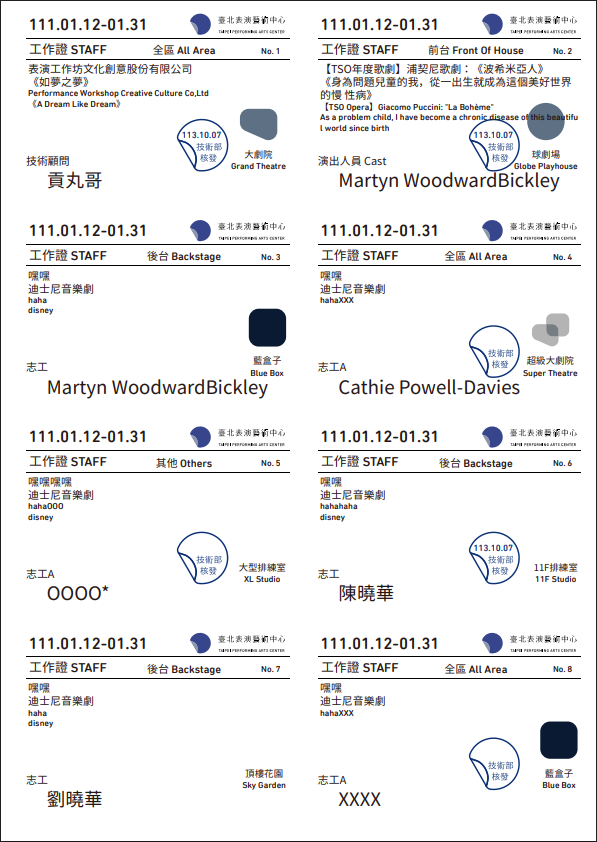 111.01.12-01.31
臺北表演藝術中心
TAIPEI PERFORMING ARTS CENTER
工作證 STAFF 全區 All Area No. 1
表演工作坊文化創意股份有限公司
《如夢之夢》
Performance Workshop Creative Culture Co,Ltd
《A Dream Like Dream》
113.10.07
技術部
核發
大劇院
Grand Theatre
技術顧問
貢丸哥
111.01.12-01.31
臺北表演藝術中心
TAIPEI PERFORMING ARTS CENTER
工作證 STAFF 前台 Front Of House No. 2
【TSO年度歌劇】浦契尼歌劇：《波希米亞人》
《身為問題兒童的我，從一出生就成為這個美好世界
的慢 性病》
【TSO Opera】Giacomo Puccini: "La Bohème"
As a problem child, I have become a chronic disease of this beautifu
l world since birth
113.10.07
技術部
核發
球劇場
Globe Playhouse
演出人員 Cast
Martyn WoodwardBickley
111.01.12-01.31
臺北表演藝術中心
TAIPEI PERFORMING ARTS CENTER
工作證 STAFF 後台 Backstage No. 3
嘿嘿
迪士尼音樂劇
haha
disney
藍盒子
Blue Box
志工
Martyn WoodwardBickley
111.01.12-01.31
臺北表演藝術中心
TAIPEI PERFORMING ARTS CENTER
工作證 STAFF 全區 All Area No. 4
嘿嘿
迪士尼音樂劇
hahaXXX
技術部
核發
超級大劇院
Super Theatre
志工A
Cathie Powell-Davies
111.01.12-01.31
臺北表演藝術中心
TAIPEI PERFORMING ARTS CENTER
工作證 STAFF 其他 Others No. 5
嘿嘿嘿嘿
迪士尼音樂劇
hahaOOO
disney
技術部
核發
大型排練室
XL Studio
志工A
OOOO*
111.01.12-01.31
臺北表演藝術中心
TAIPEI PERFORMING ARTS CENTER
工作證 STAFF 後台 Backstage No. 6
嘿嘿
迪士尼音樂劇
hahahaha
disney
113.10.07
技術部
核發
11F排練室
11F Studio
志工
陳曉華
111.01.12-01.31
臺北表演藝術中心
TAIPEI PERFORMING ARTS CENTER
工作證 STAFF 後台 Backstage No. 7
嘿嘿
迪士尼音樂劇
haha
disney
頂樓花園
Sky Garden
志工
劉曉華
111.01.12-01.31
臺北表演藝術中心
TAIPEI PERFORMING ARTS CENTER
工作證 STAFF 全區 All Area No. 8
嘿嘿
迪士尼音樂劇
hahaXXX
技術部
核發
藍盒子
Blue Box
志工A
XXXX